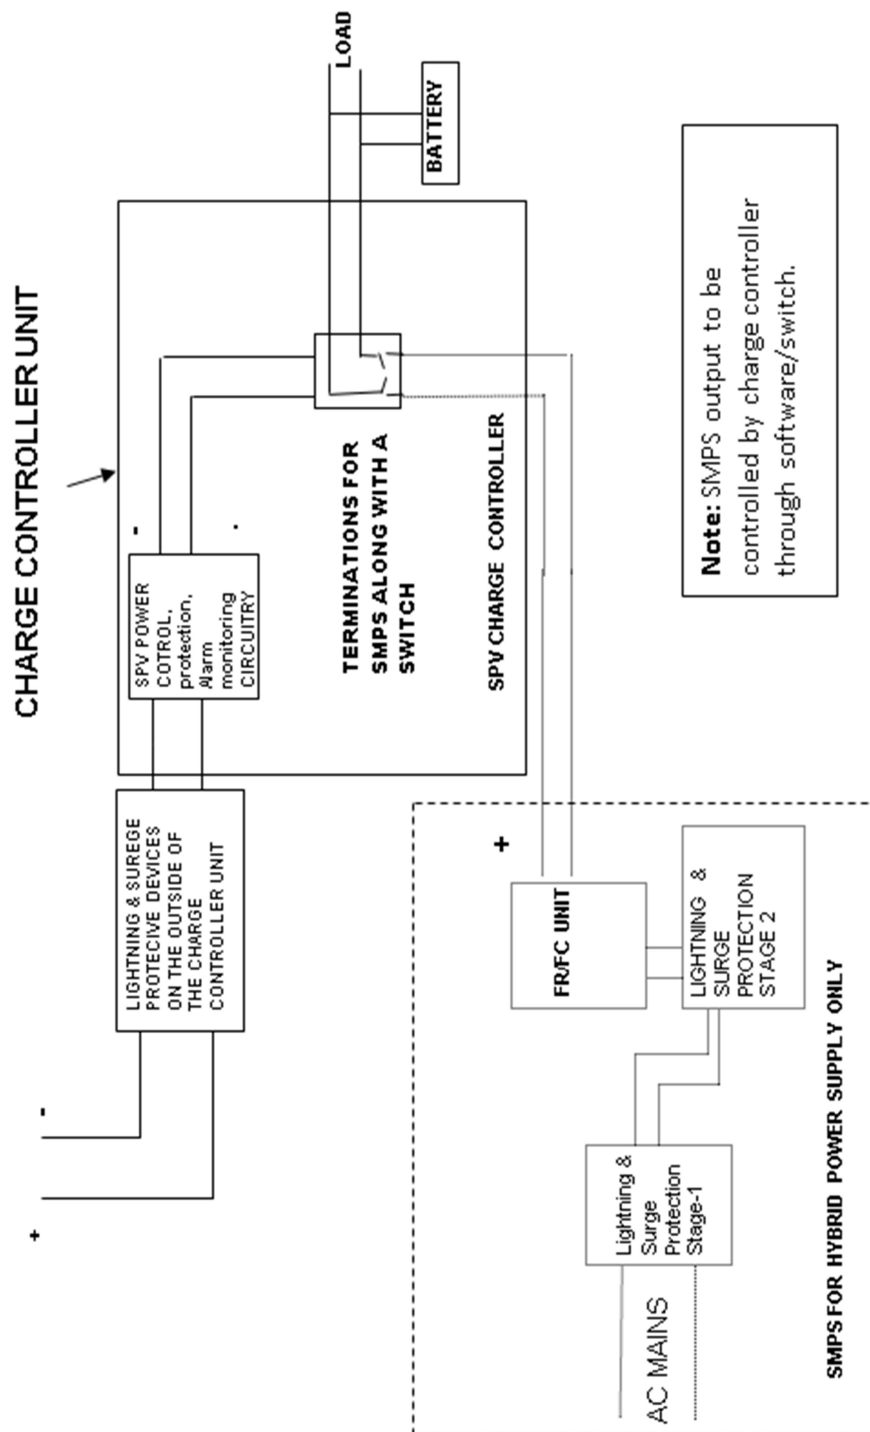 CHARGE CONTROLLER UNIT
+
-
LIGHTNING & SUREGE
PROTECIVE DEVICES
ON THE OUTSIDE OF
THE CHARGE
CONTROLLER UNIT
SPV POWER
COTROL,
protection,
Alarm
monitoring
CIRCUITRY
-
.
TERMINATIONS FOR
SMPS ALONG WITH A
SWITCH
SPV CHARGE CONTROLLER
LOAD
BATTERY
+
FR/FC UNIT
LIGHTNING &
SURGE
PROTECTION
STAGE 2
Lightning &
Surge
Protection
Stage-1
AC MAINS
SMPS FOR HYBRID POWER SUPPLY ONLY
Note: SMPS output to be
controlled by charge controller
through software/switch.